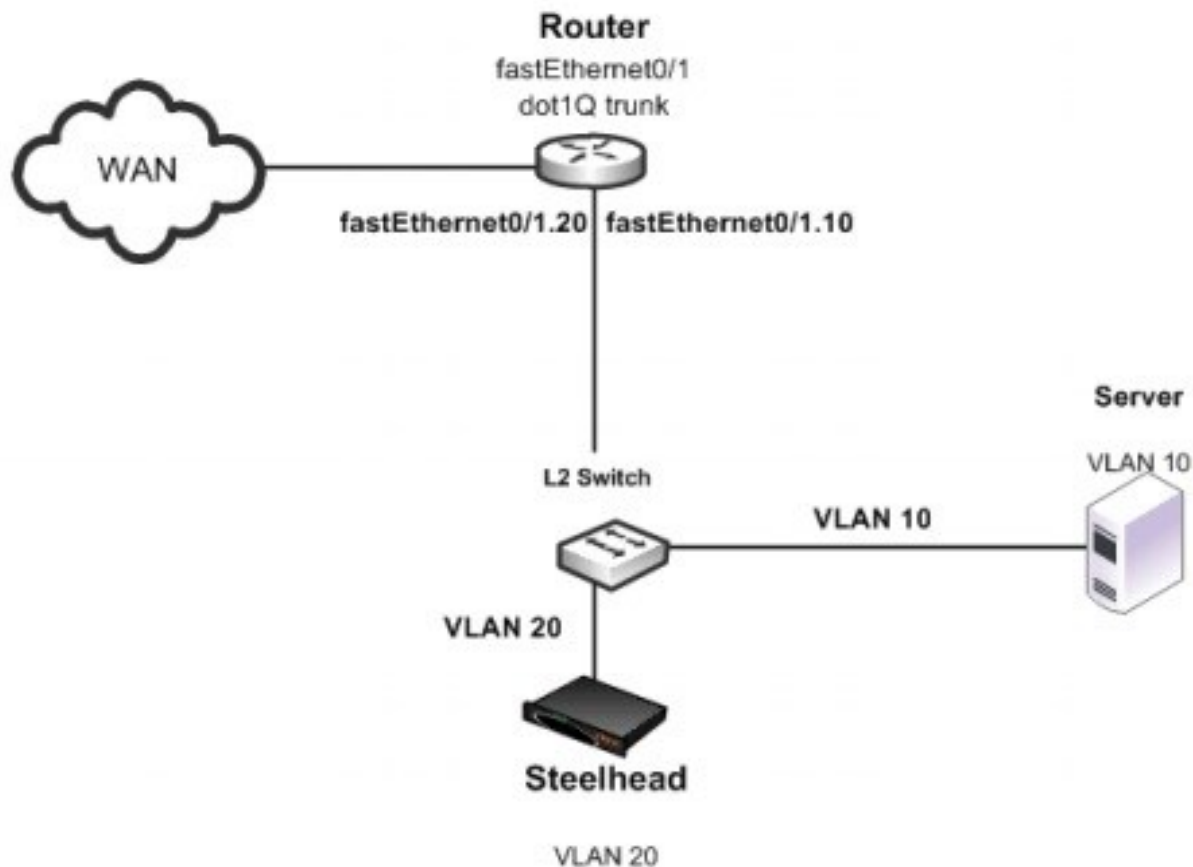 Router
fastEthernet0/1
dot1Q trunk
WAN
fastEthernet0/1.20
fastEthernet0/1.10
Server
VLAN 10
L2 Switch
VLAN 10
VLAN 20
Steelhead
VLAN 20